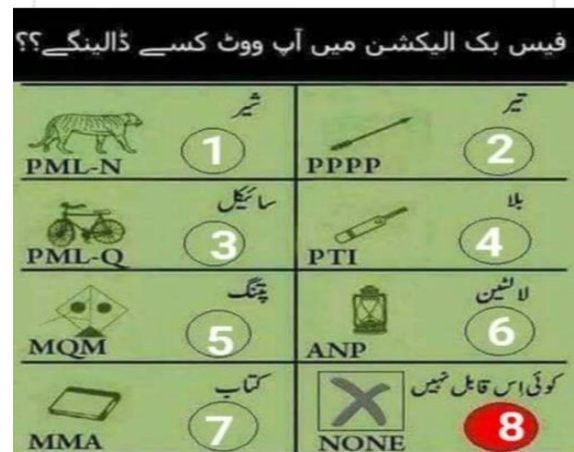 فیس بک الیکشن میں آپ ووٹ کسے ڈالینگے؟؟
شیر
1
PML-N
تیر
2
PPPP
سائیکل
3
PML-Q
بلا
4
PTI
پتنگ
5
MQM
لالٹین
6
ANP
کتاب
7
MMA
کوئی اس قابل نہیں
8
NONE